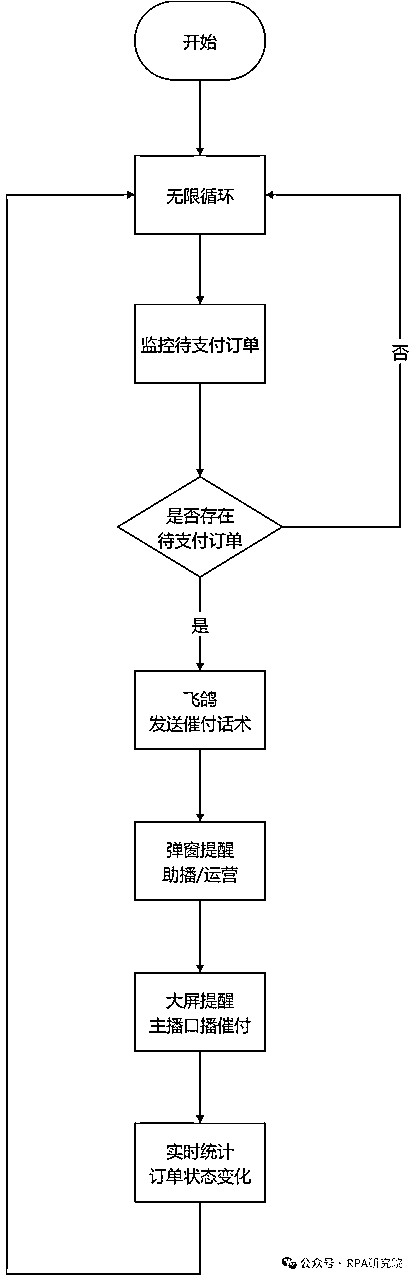 开始
无限循环
监控待支付订单
否
是否存在
待支付订单
是
飞鸽
发送催付话术
弹窗提醒
助播/运营
大屏提醒
主播口播催付
实时统计
订单状态变化
公众号·RPA研究院